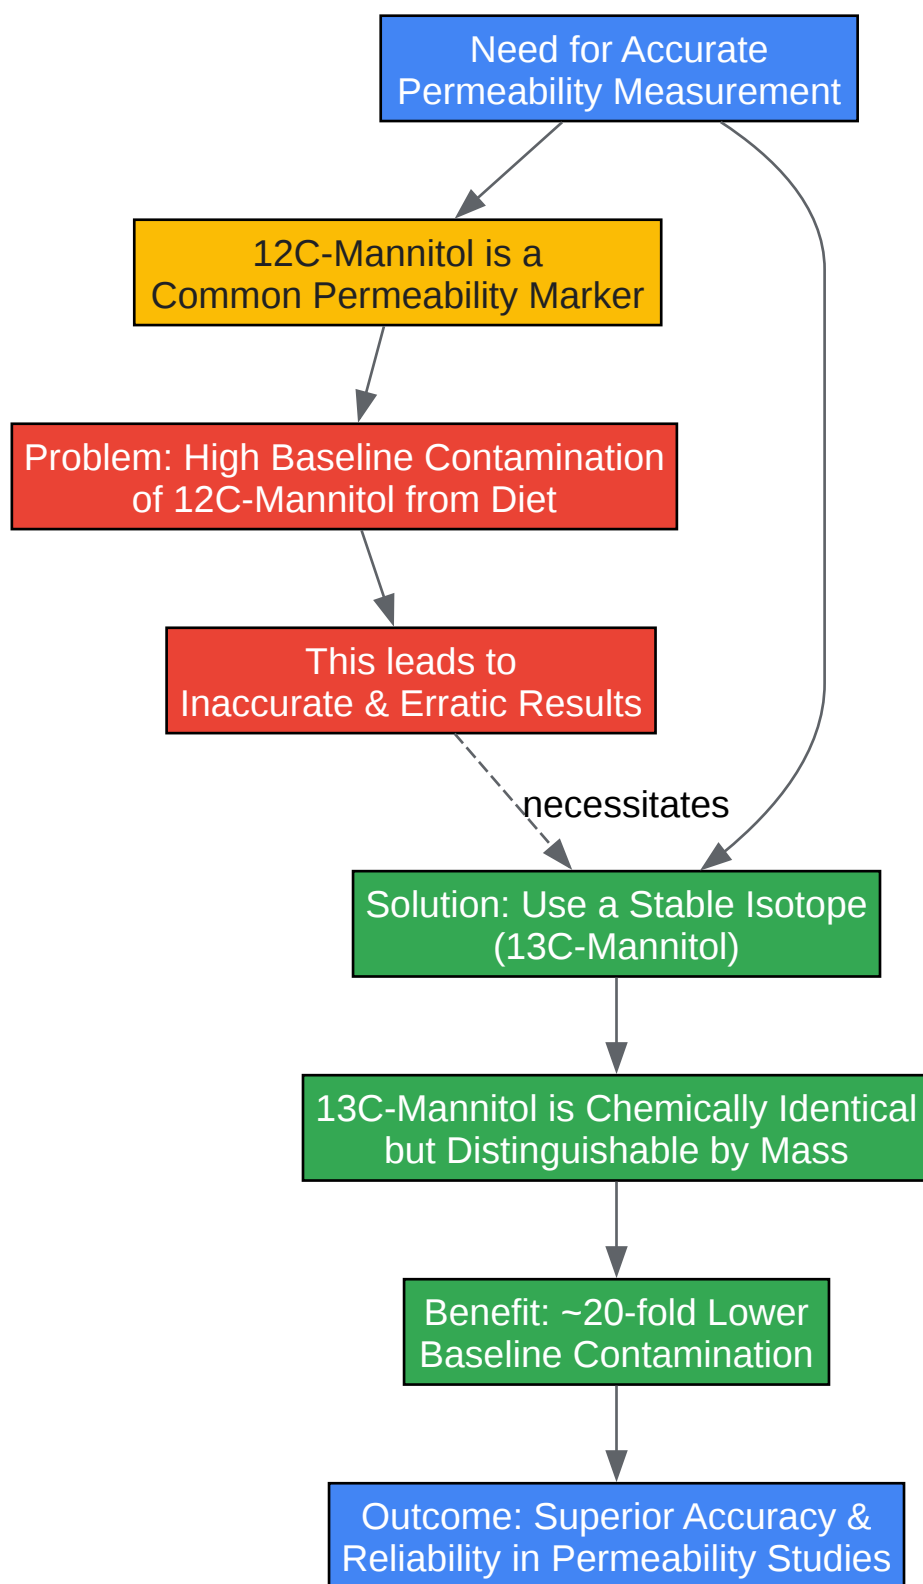 Need for Accurate
Permeability Measurement
12C-Mannitol is a
Common Permeability Marker
Problem: High Baseline Contamination
of 12C-Mannitol from Diet
This leads to
Inaccurate & Erratic Results
necessitates
Solution: Use a Stable Isotope
(13C-Mannitol)
13C-Mannitol is Chemically Identical
but Distinguishable by Mass
Benefit: ~20-fold Lower
Baseline Contamination
Outcome: Superior Accuracy &
Reliability in Permeability Studies